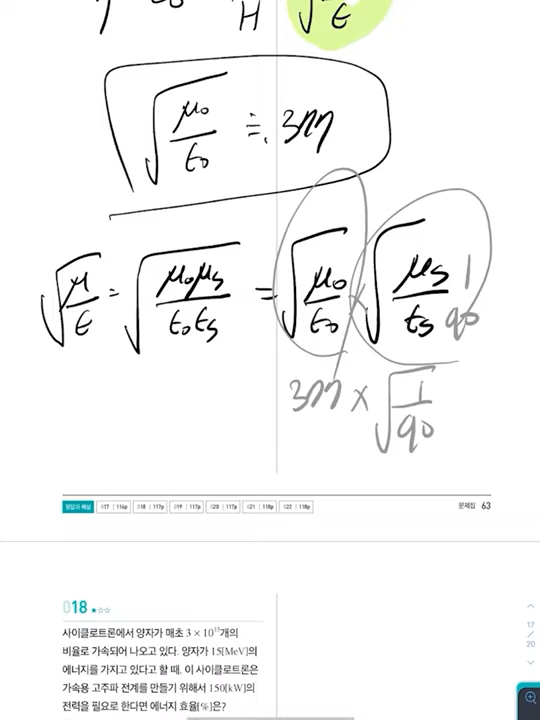 H √ E
√(μ₀/ε₀) ≒ 377
√(μ/ε) = √(μ₀μs/ε₀εs) = √(μ₀/ε₀) × √(μs/εs) 1 90
377 × √(1/90)
정답과 해설 017 | 116p 018 | 117p 019 | 117p 020 | 117p 021 | 118p 022 | 118p 문제집 63
018 ★☆☆
사이클로트론에서 양자가 매초 3 × 10¹⁵개의
비율로 가속되어 나오고 있다. 양자가 15[MeV]의
에너지를 가지고 있다고 할 때, 이 사이클로트론은
가속용 고주파 전계를 만들기 위해서 150[kW]의
전력을 필요로 한다면 에너지 효율[%]은?
17
/
20